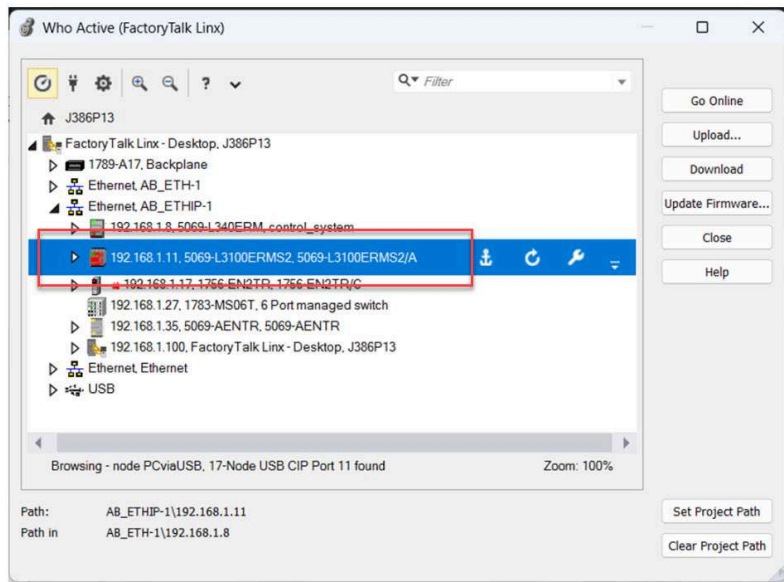 Who Active (FactoryTalk Linx)
Filter
J386P13
FactoryTalk Linx - Desktop, J386P13
1789-A17, Backplane
Ethernet, AB_ETH-1
Ethernet, AB_ETHIP-1
192.168.1.8, 5069-L340ERM, control_system
192.168.1.11, 5069-L3100ERMS2, 5069-L3100ERMS2/A
192.168.1.17, 1756-EN2TR, 1756-EN2TR/C
192.168.1.27, 1783-MS06T, 6 Port managed switch
192.168.1.35, 5069-AENTR, 5069-AENTR
192.168.1.100, FactoryTalk Linx - Desktop, J386P13
Ethernet, Ethernet
USB
Browsing - node PCviaUSB, 17-Node USB CIP Port 11 found Zoom: 100%
Go Online
Upload...
Download
Update Firmware...
Close
Help
Path: AB_ETHIP-1\192.168.1.11
Path in AB_ETH-1\192.168.1.8
Set Project Path
Clear Project Path